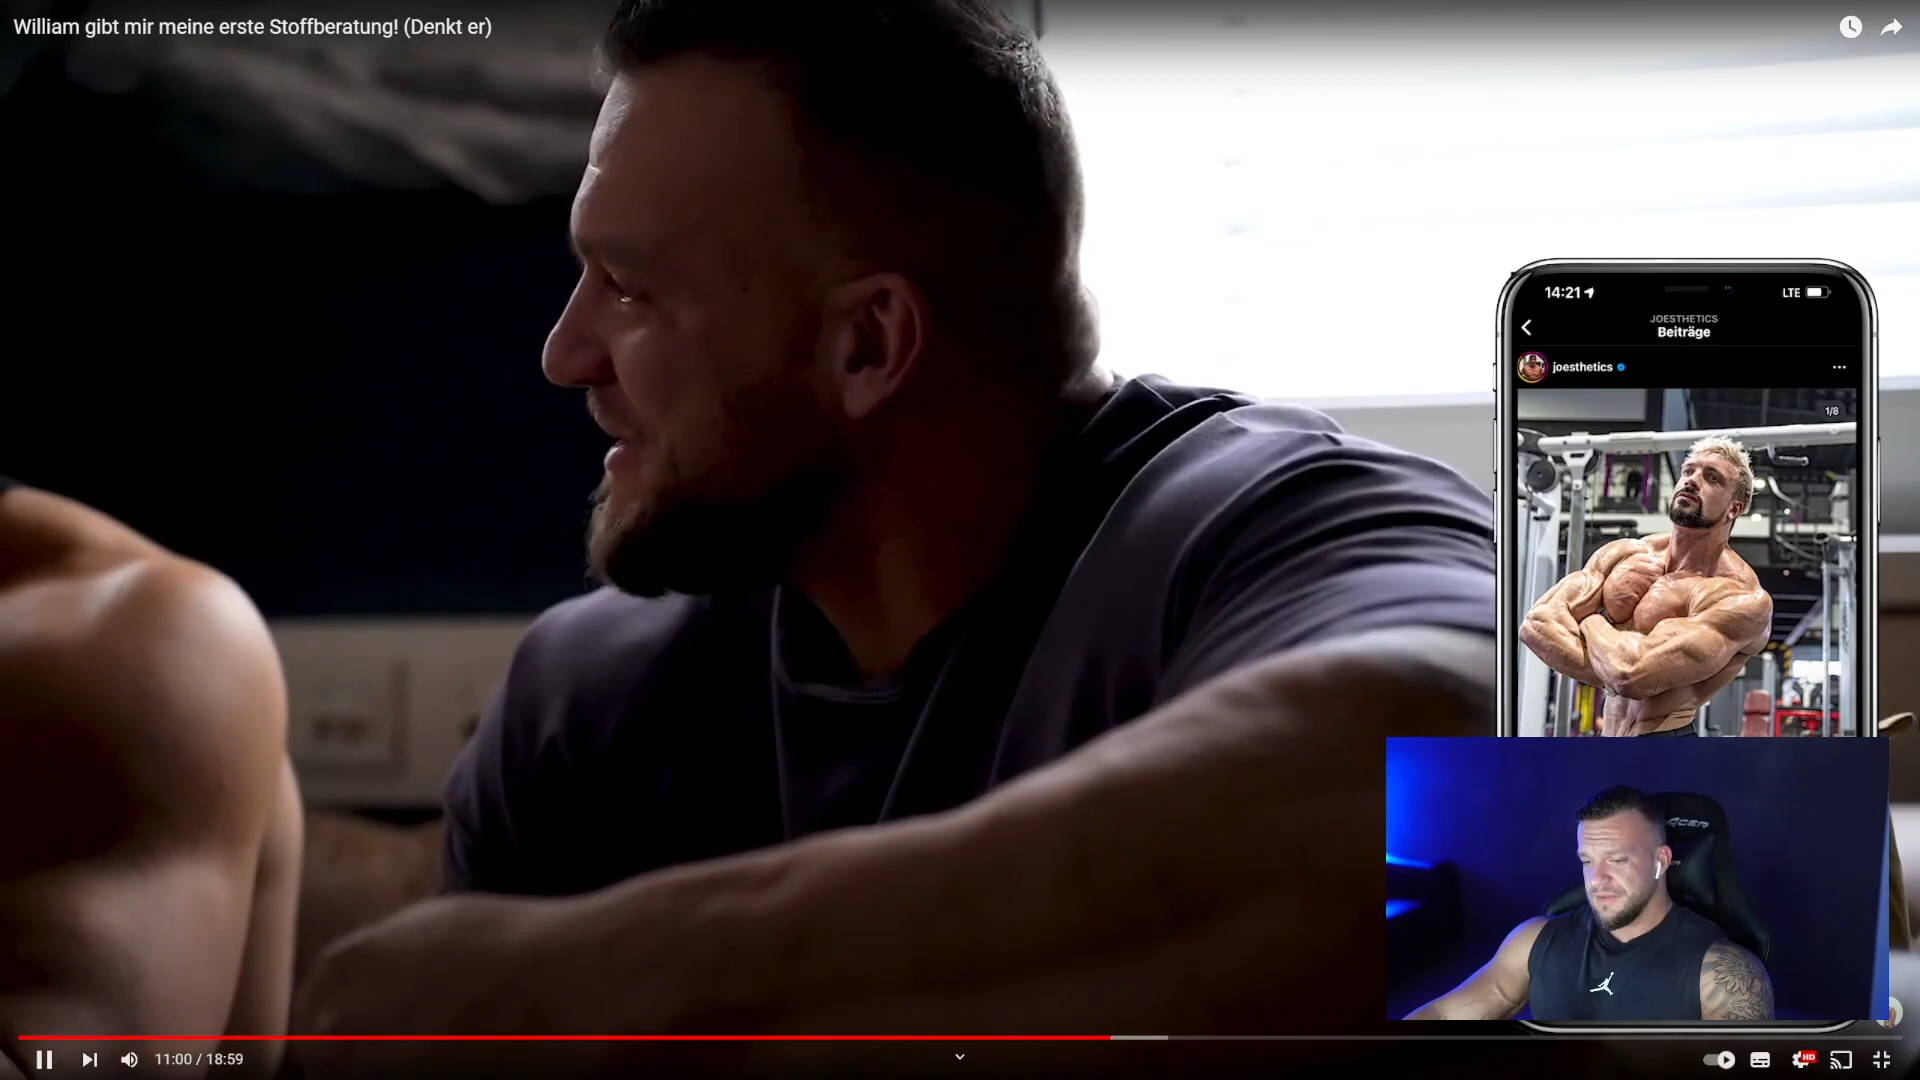 William gibt mir meine erste Stoffberatung! (Denkt er)
14:21
LTE
JOESTHETICS
Beiträge
joesthetics
1/8
ACER
11:00 / 18:59
HD